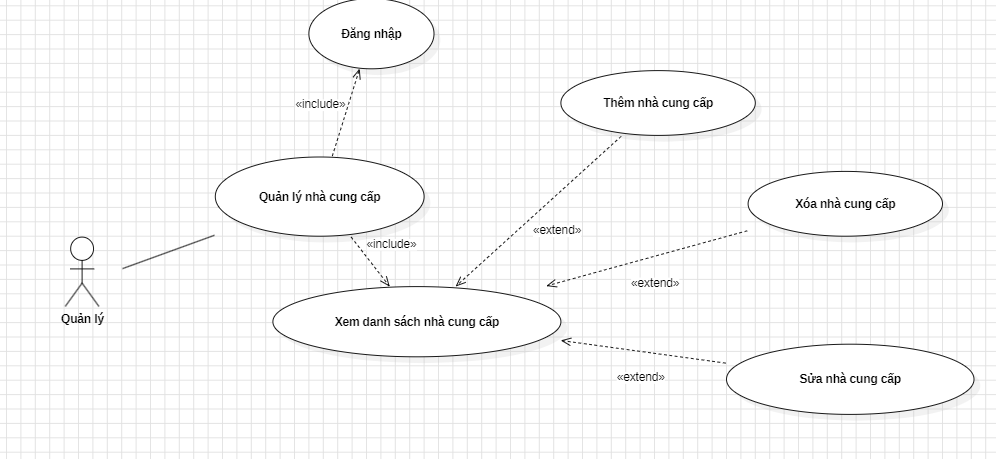 Đăng nhập
«include»
Thêm nhà cung cấp
Quản lý nhà cung cấp
Xóa nhà cung cấp
«extend»
«include»
«extend»
Quản lý
Xem danh sách nhà cung cấp
«extend»
Sửa nhà cung cấp